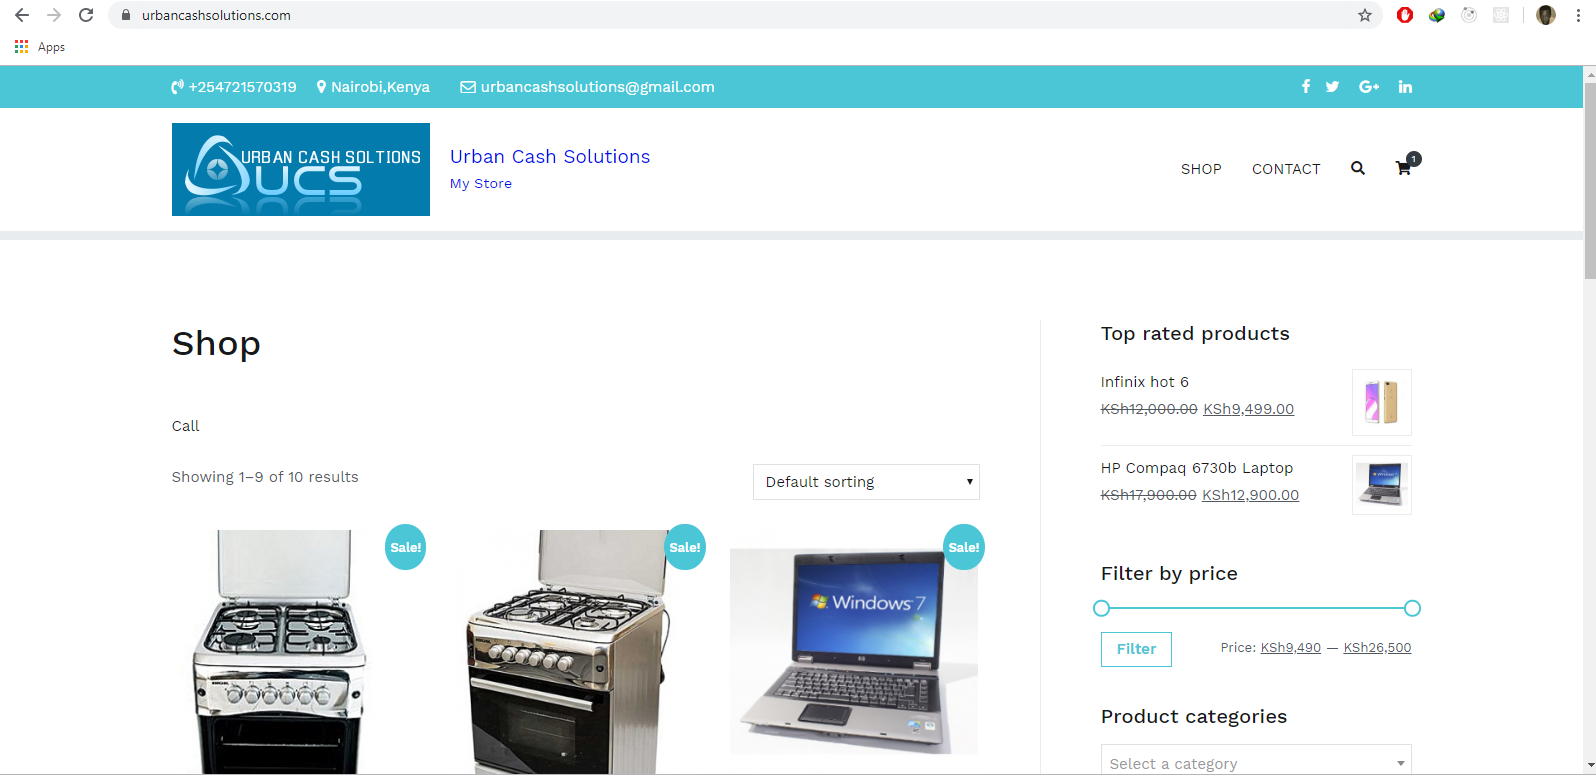 urbancashsolutions.com
Apps
+254721570319 Nairobi,Kenya urbancashsolutions@gmail.com
URBAN CASH SOLTIONS
UCS
Urban Cash Solutions
My Store
SHOP CONTACT 1
Shop
Call
Showing 1–9 of 10 results
Default sorting
Sale! Sale! Sale!
Windows 7
Top rated products
Infinix hot 6
KSh12,000.00 KSh9,499.00
HP Compaq 6730b Laptop
KSh17,900.00 KSh12,900.00
Filter by price
Filter Price: KSh9,490 — KSh26,500
Product categories
Select a category